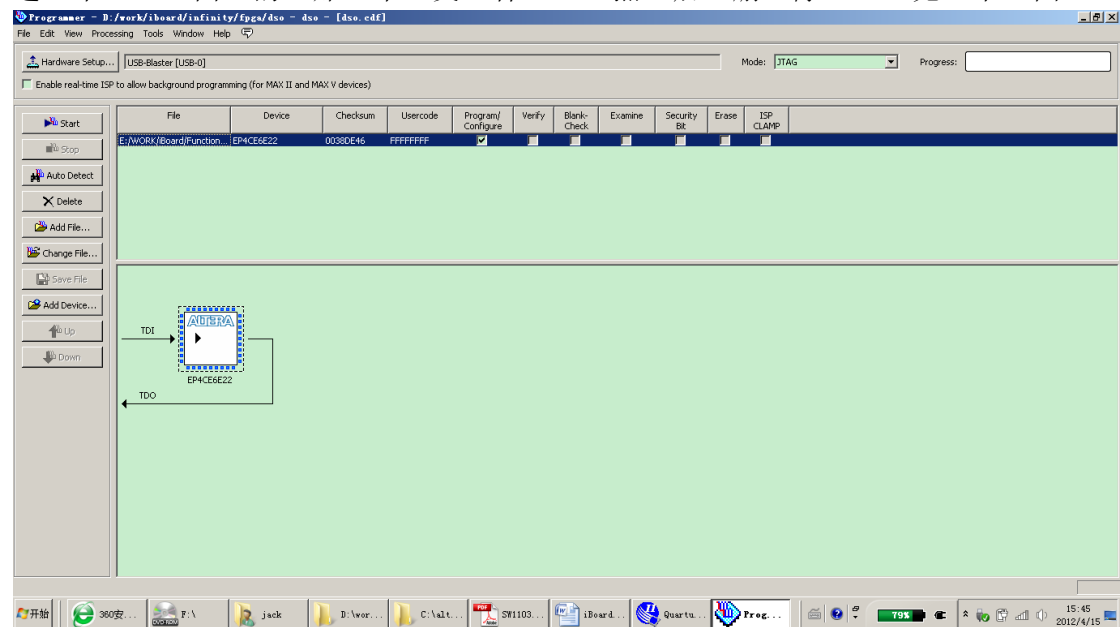 Programmer - D:/work/iboard/infinity/fpga/dso - dso - [dso.cdf]
File Edit View Processing Tools Window Help
Hardware Setup... USB-Blaster [USB-0] Mode: JTAG Progress:
Enable real-time ISP to allow background programming (for MAX II and MAX V devices)
File Device Checksum Usercode Program/Configure Verify Blank-Check Examine Security Bit Erase ISP CLAMP
E:/WORK/iBoard/Function... EP4CE6E22 0038DE46 FFFFFFFF
Start
Stop
Auto Detect
Delete
Add File...
Change File...
Save File
Add Device...
Up
Down
TDI
ALTERA
EP4CE6E22
TDO
开始 360安... F:\ jack D:\wor... C:\alt... SW1103... iBoard... Quartu... Prog... 79% 15:45
2012/4/15